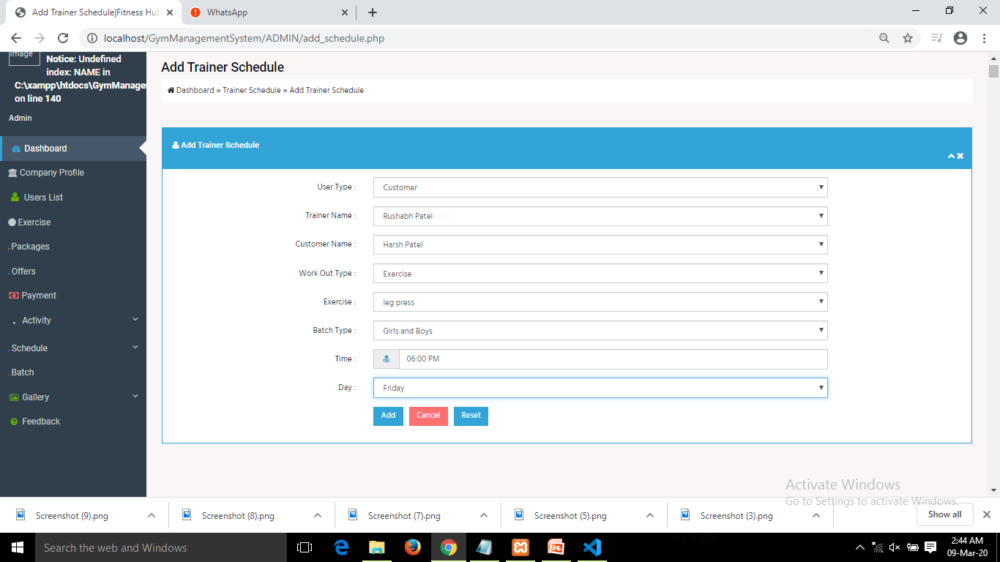 Add Trainer Schedule|Fitness Hub
WhatsApp
localhost/GymManagementSystem/ADMIN/add_schedule.php
Image
Notice: Undefined
index: NAME in
C:\xampp\htdocs\GymManage
on line 140
Admin
Dashboard
Company Profile
Users List
Exercise
Packages
Offers
Payment
Activity
Schedule
Batch
Gallery
Feedback
Add Trainer Schedule
Dashboard » Trainer Schedule » Add Trainer Schedule
Add Trainer Schedule
User Type : Customer
Trainer Name : Rushabh Patel
Customer Name : Harsh Patel
Work Out Type : Exercise
Exercise : leg press
Batch Type : Girls and Boys
Time : 06:00 PM
Day : Friday
Add Cancel Reset
Activate Windows
Go to Settings to activate Windows.
Screenshot (9).png
Screenshot (8).png
Screenshot (7).png
Screenshot (5).png
Screenshot (3).png
Show all
Search the web and Windows
2:44 AM
09-Mar-20